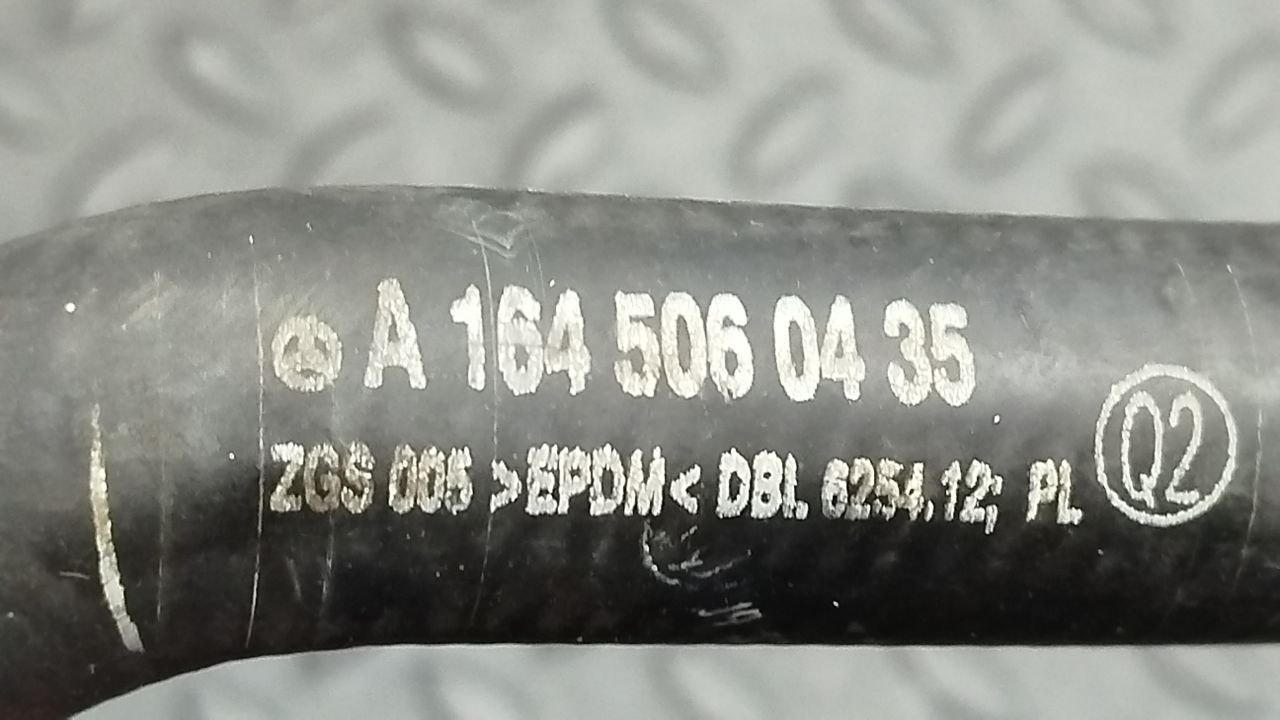 A 164 506 04 35
ZGS 005 >EPDM< DBL 6254.12; PL
Q2